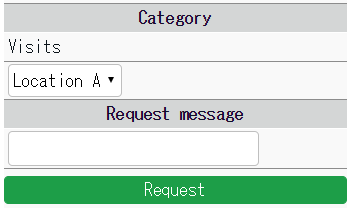 Category
Visits
Location A
Request message
Request